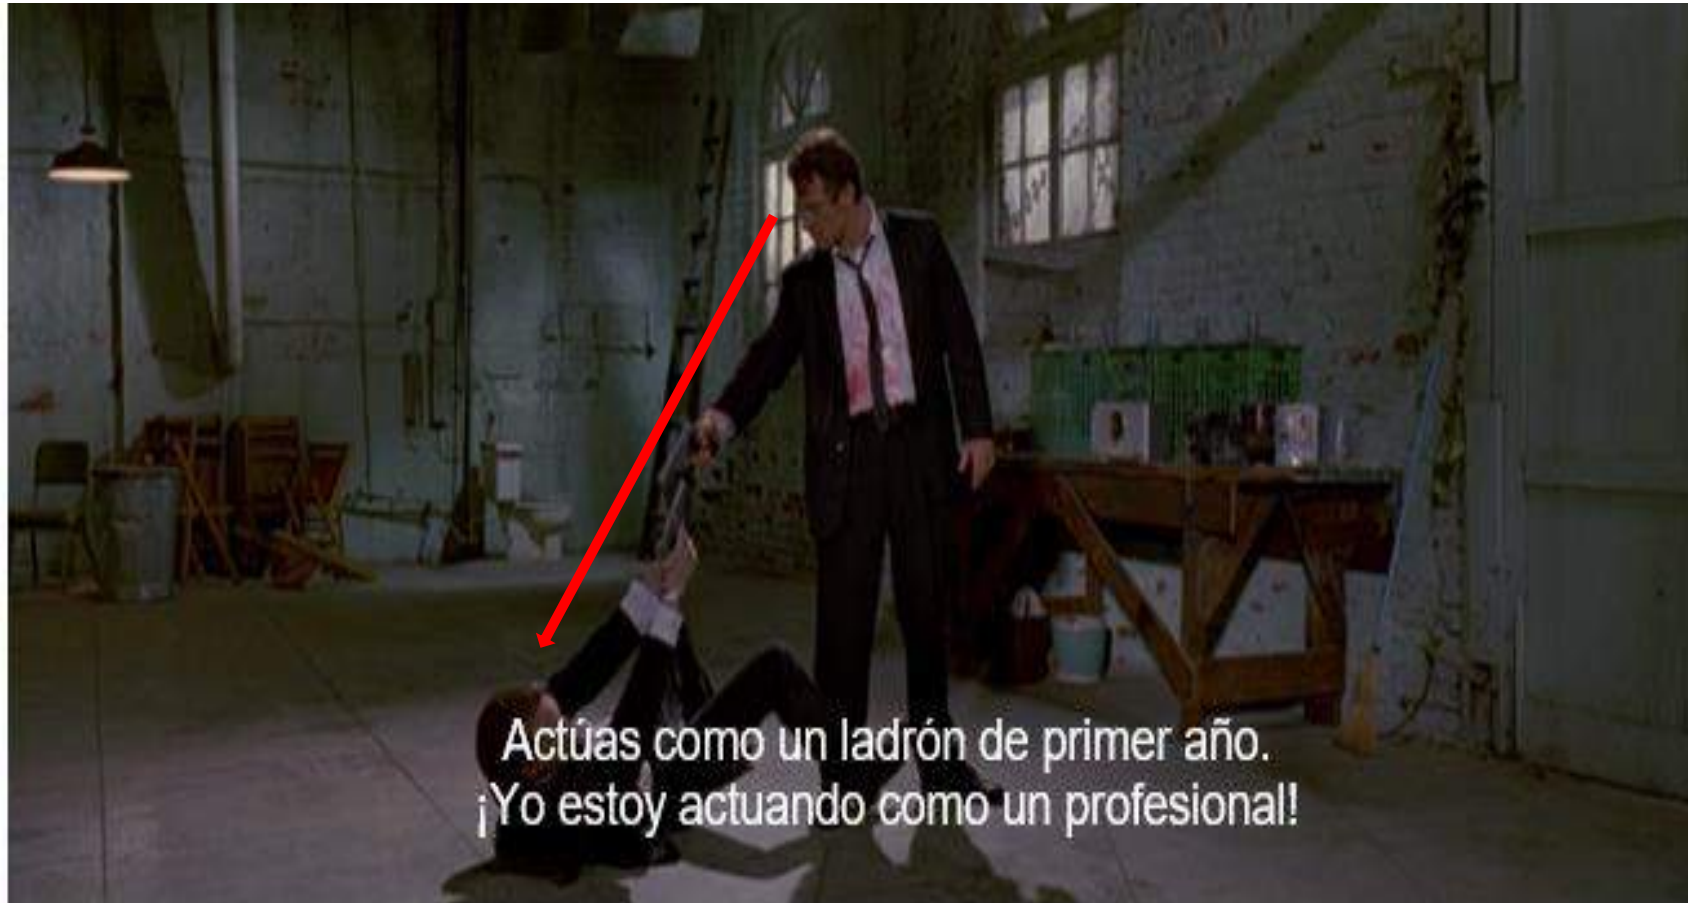 Actúas como un ladrón de primer año.
¡Yo estoy actuando como un profesional!